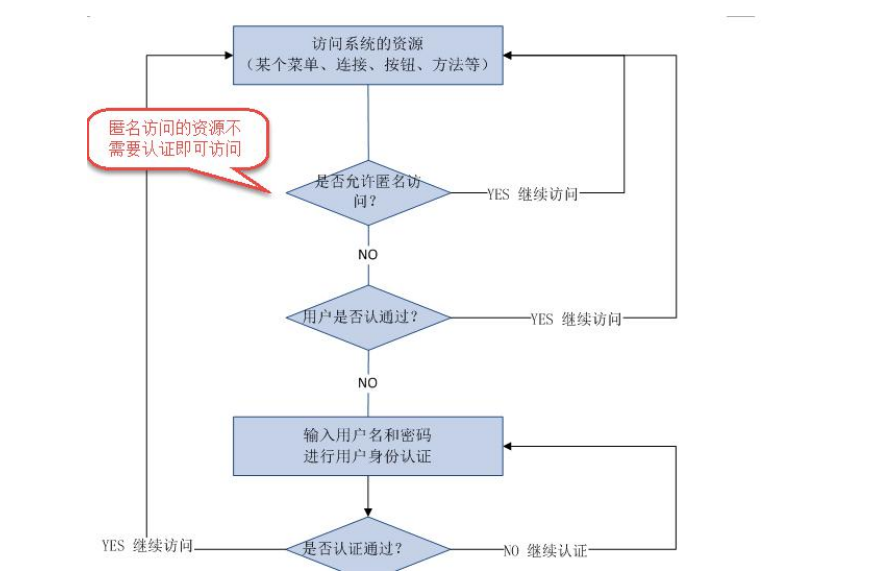 访问系统的资源
（某个菜单、连接、按钮、方法等）
匿名访问的资源不
需要认证即可访问
是否允许匿名访
问？
YES 继续访问
NO
用户是否认通过？
YES 继续访问
NO
输入用户名和密码
进行用户身份认证
YES 继续访问
是否认证通过？
NO 继续认证